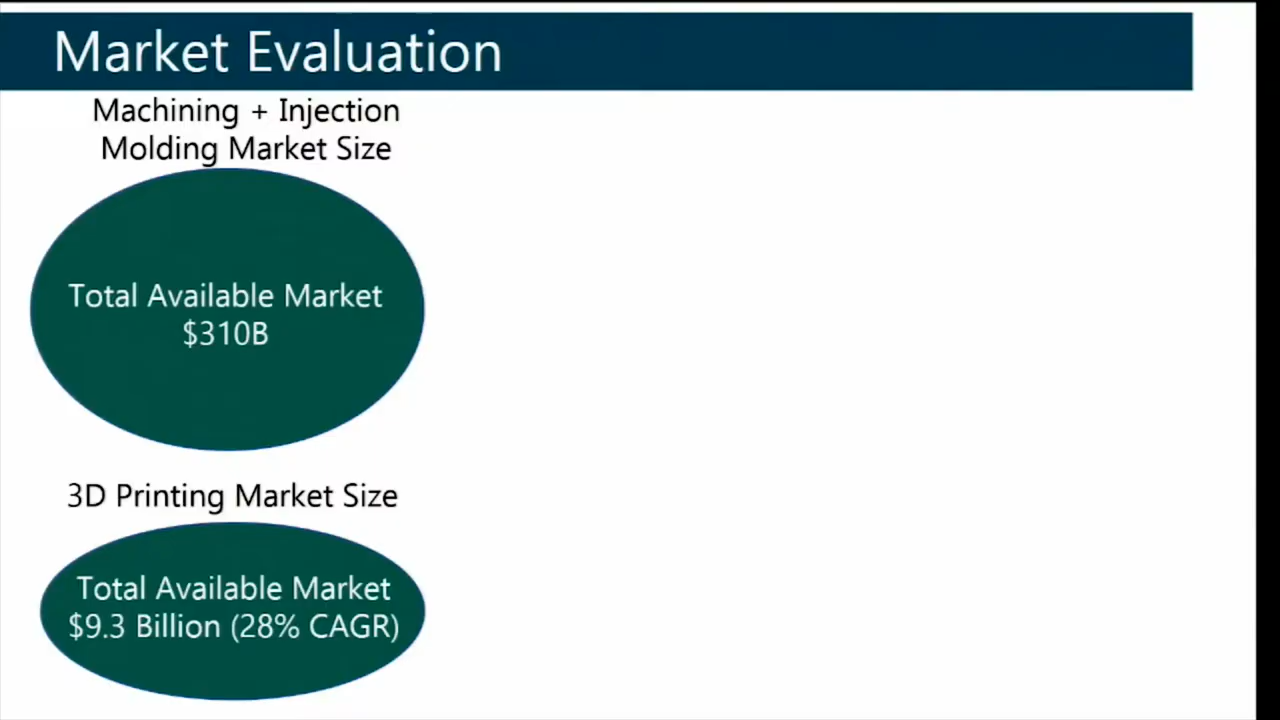 Market Evaluation
Machining + Injection
Molding Market Size
Total Available Market
$310B
3D Printing Market Size
Total Available Market
$9.3 Billion (28% CAGR)